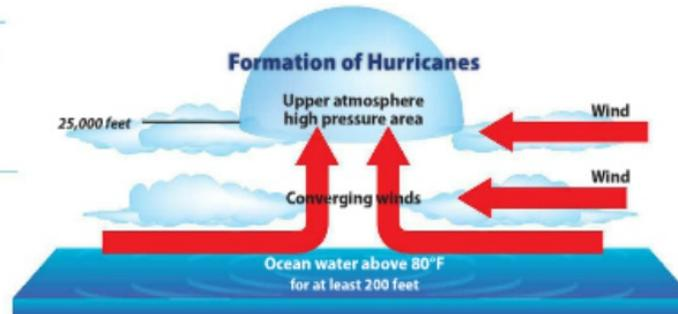 Formation of Hurricanes
Upper atmosphere
high pressure area
25,000 feet
Wind
Wind
Converging winds
Ocean water above 80°F
for at least 200 feet